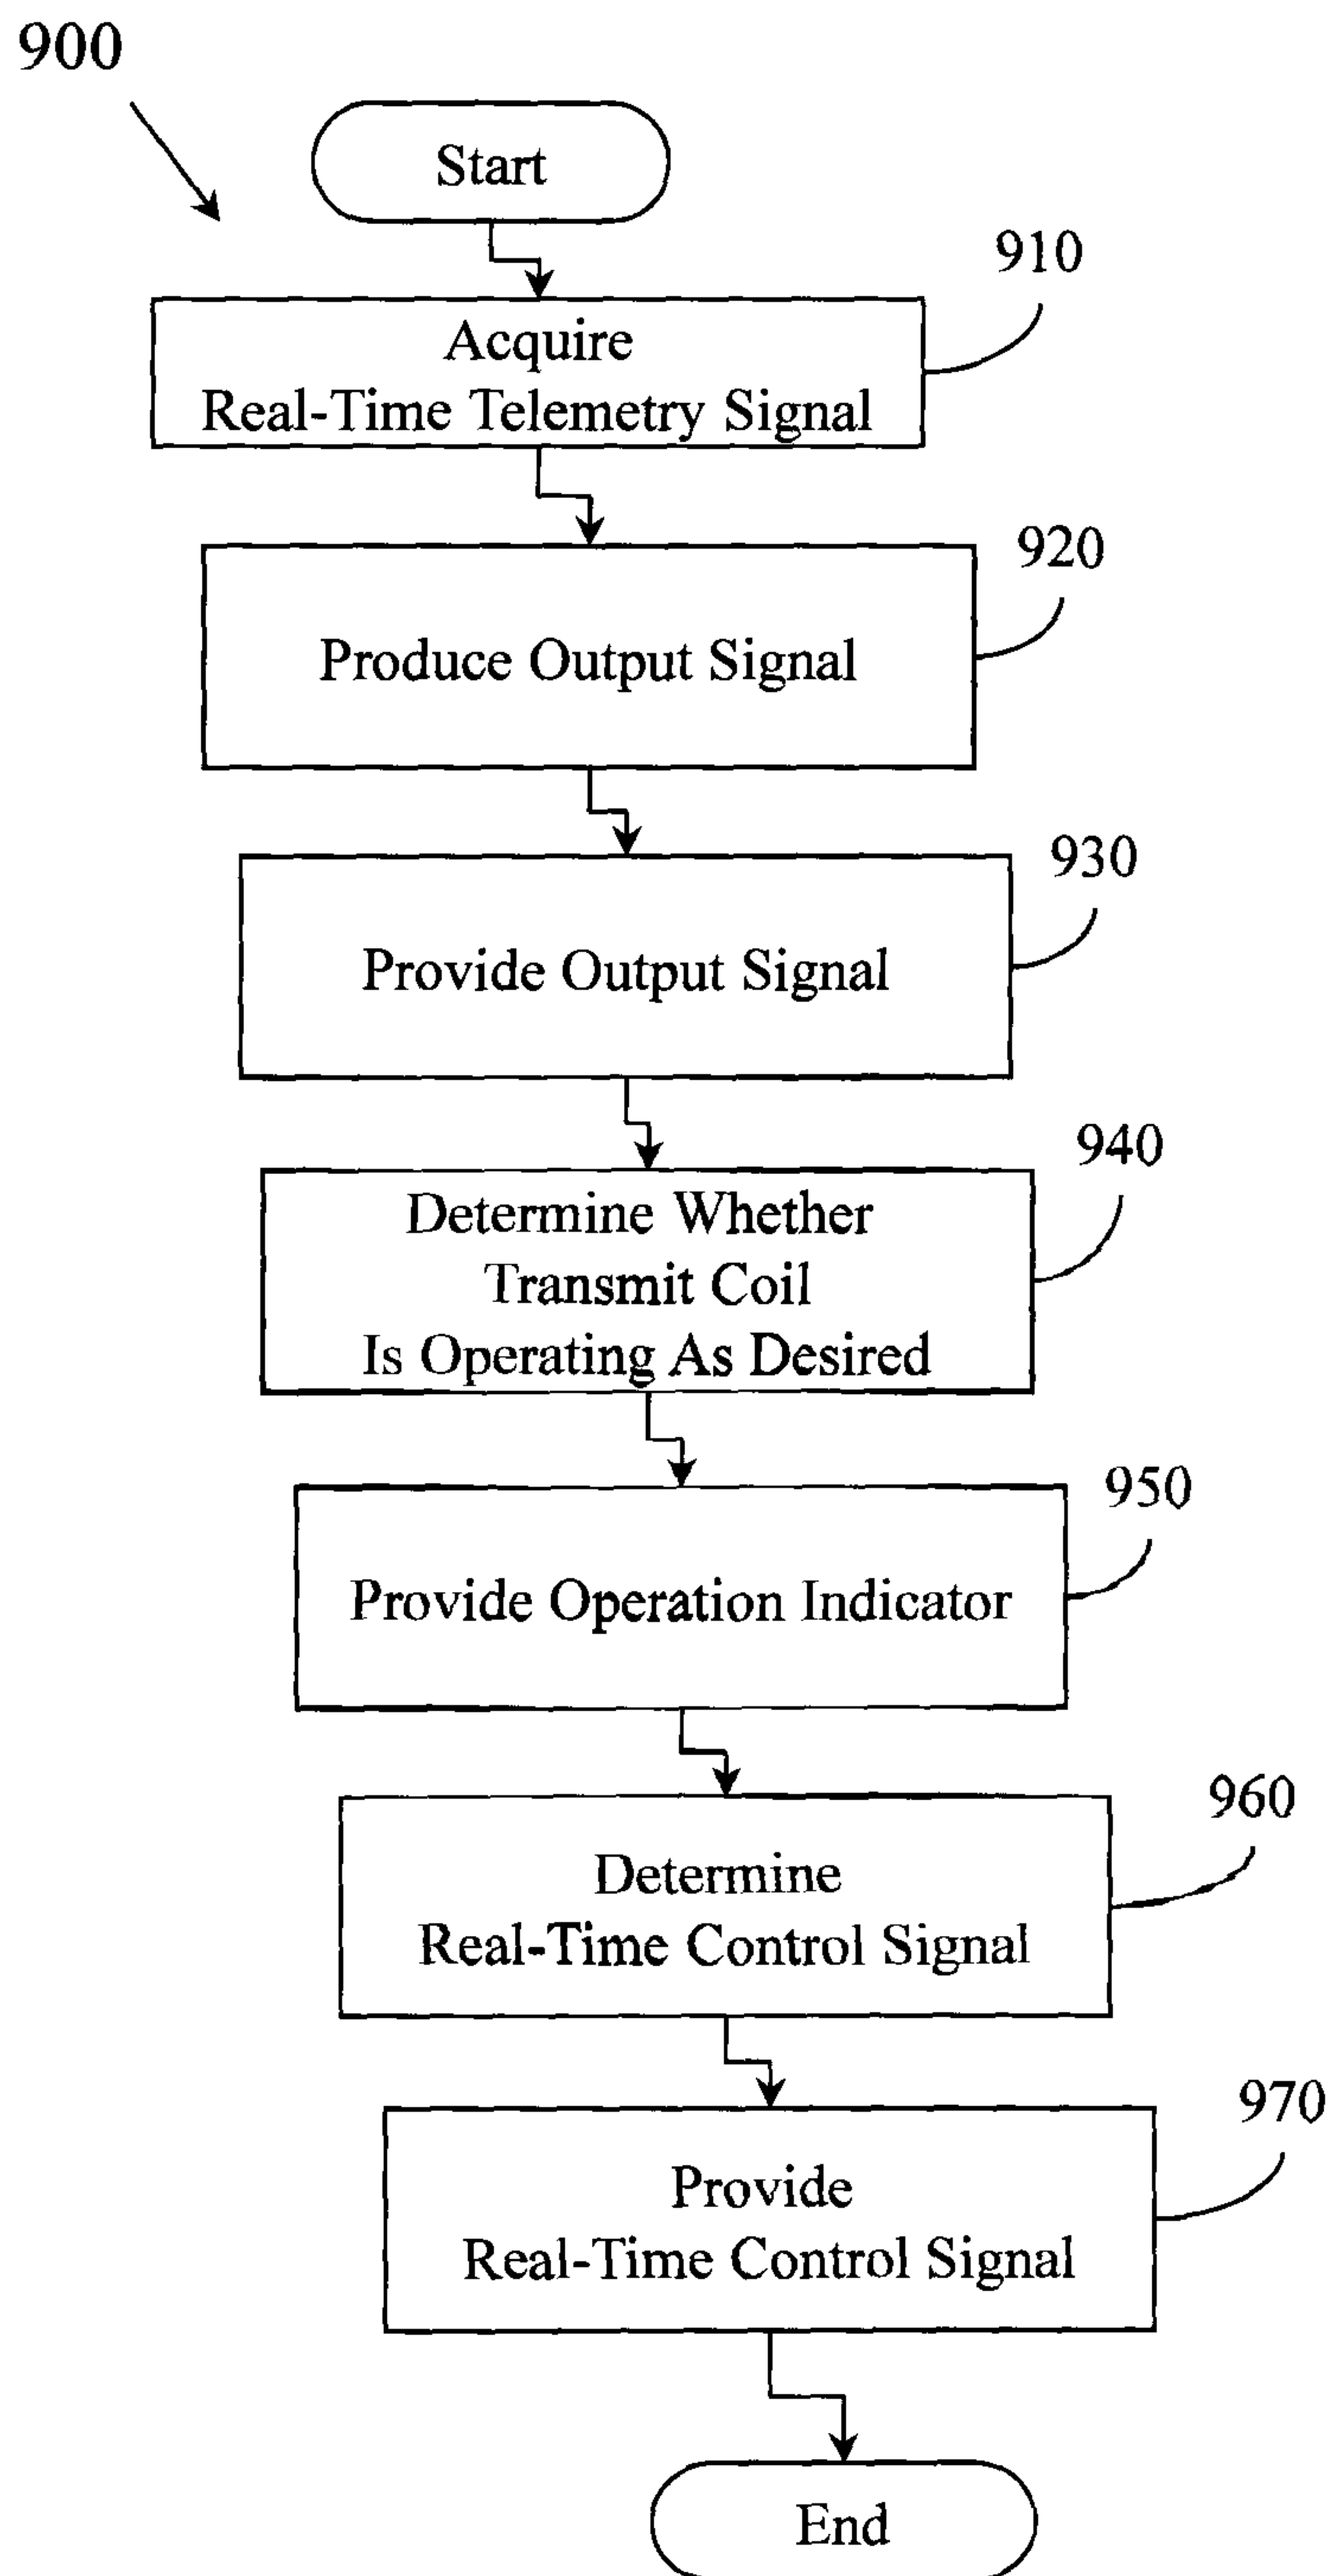 900
Start
910
Acquire
Real-Time Telemetry Signal
920
Produce Output Signal
930
Provide Output Signal
940
Determine Whether
Transmit Coil
Is Operating As Desired
950
Provide Operation Indicator
960
Determine
Real-Time Control Signal
970
Provide
Real-Time Control Signal
End